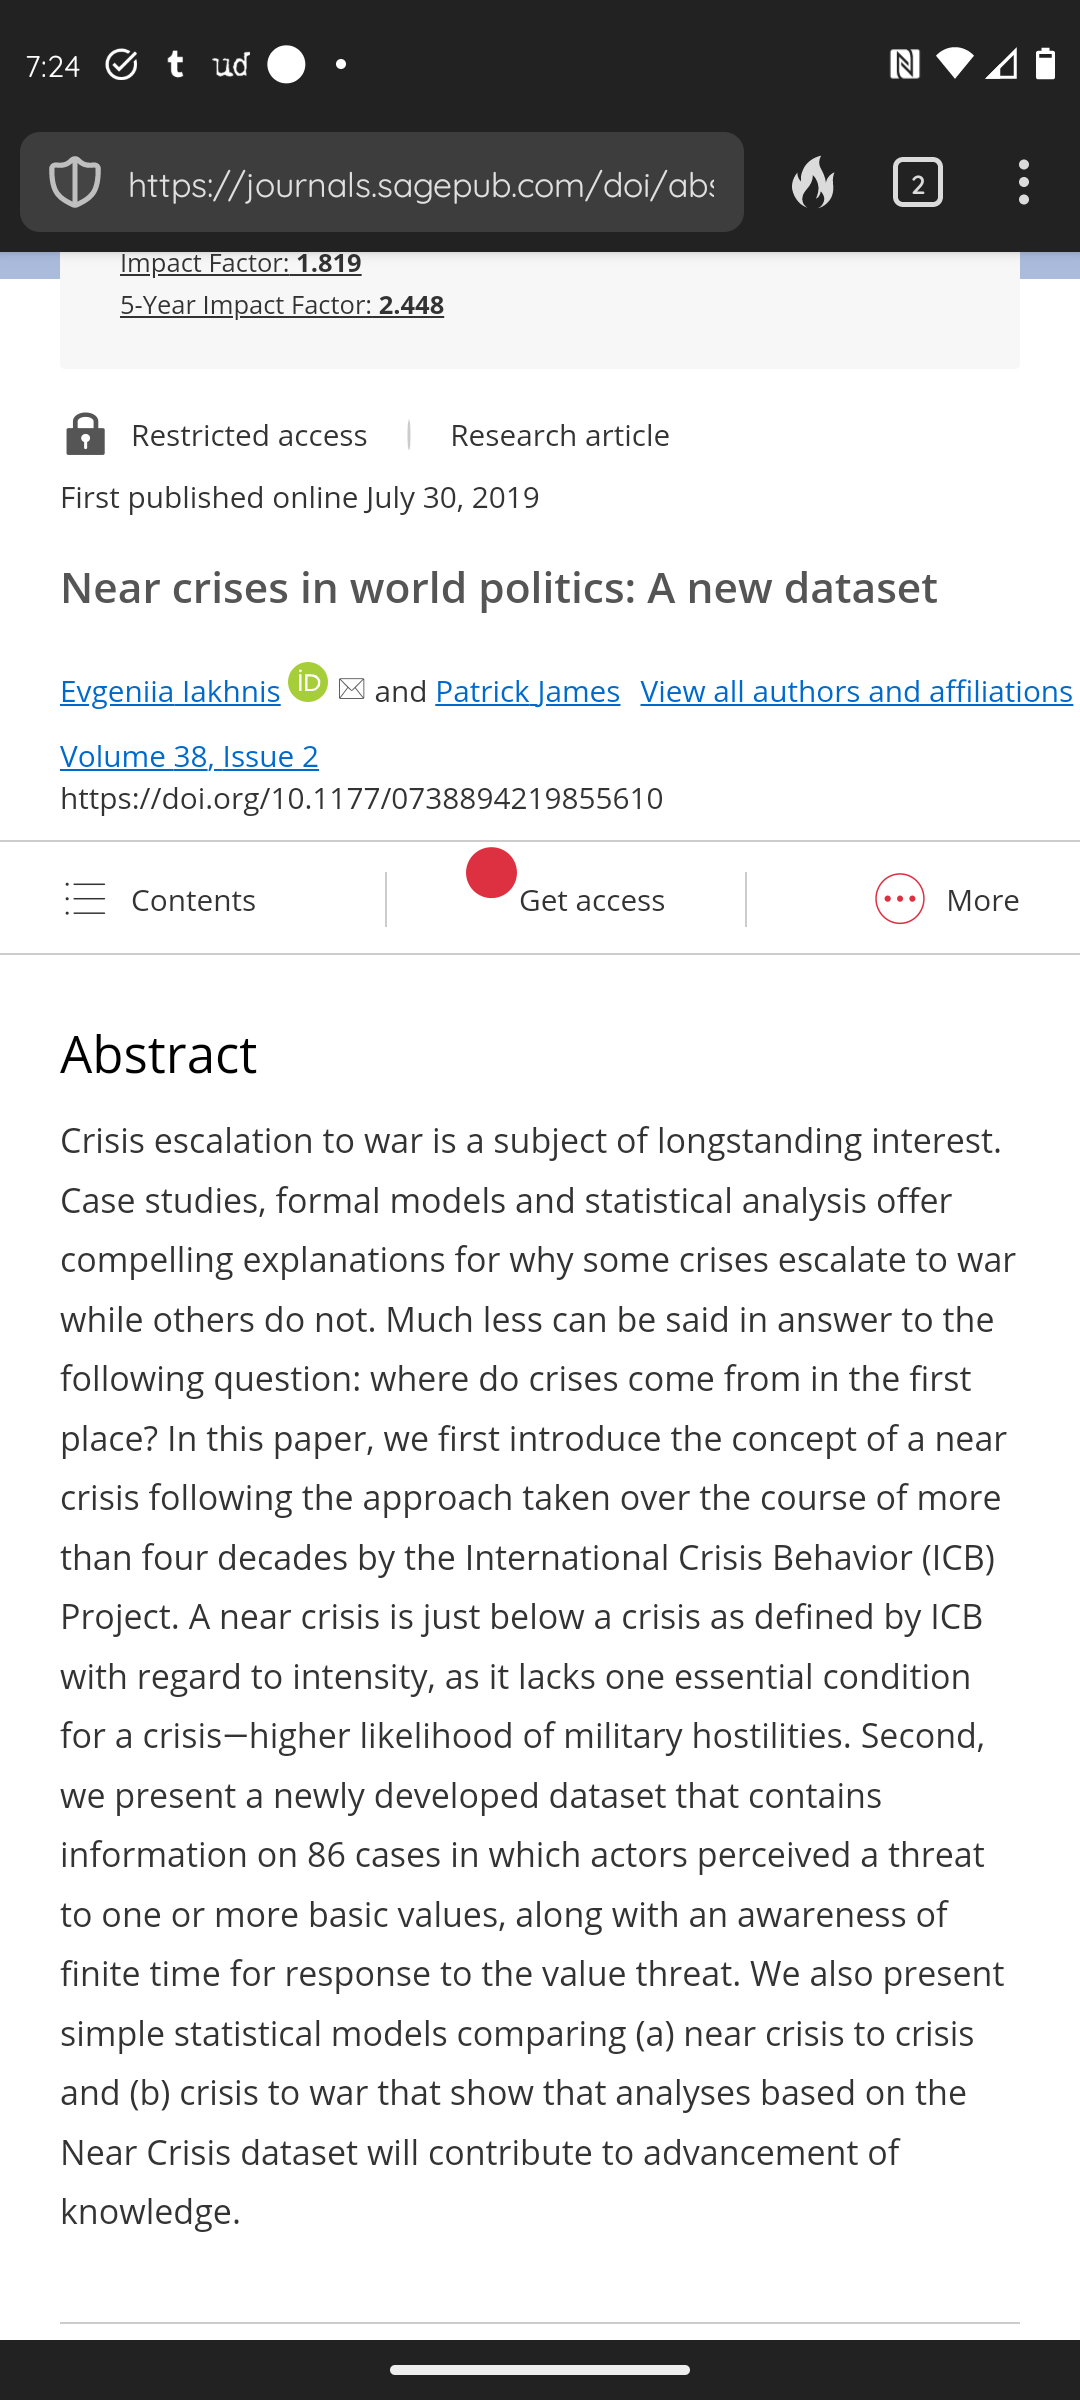 7:24
t
ud
https://journals.sagepub.com/doi/abs
2
Impact Factor: 1.819
5-Year Impact Factor: 2.448
Restricted access
Research article
First published online July 30, 2019
Near crises in world politics: A new dataset
Evgeniia Iakhnis iD and Patrick James View all authors and affiliations
Volume 38, Issue 2
https://doi.org/10.1177/0738894219855610
Contents
Get access
More
Abstract
Crisis escalation to war is a subject of longstanding interest.
Case studies, formal models and statistical analysis offer
compelling explanations for why some crises escalate to war
while others do not. Much less can be said in answer to the
following question: where do crises come from in the first
place? In this paper, we first introduce the concept of a near
crisis following the approach taken over the course of more
than four decades by the International Crisis Behavior (ICB)
Project. A near crisis is just below a crisis as defined by ICB
with regard to intensity, as it lacks one essential condition
for a crisis—higher likelihood of military hostilities. Second,
we present a newly developed dataset that contains
information on 86 cases in which actors perceived a threat
to one or more basic values, along with an awareness of
finite time for response to the value threat. We also present
simple statistical models comparing (a) near crisis to crisis
and (b) crisis to war that show that analyses based on the
Near Crisis dataset will contribute to advancement of
knowledge.